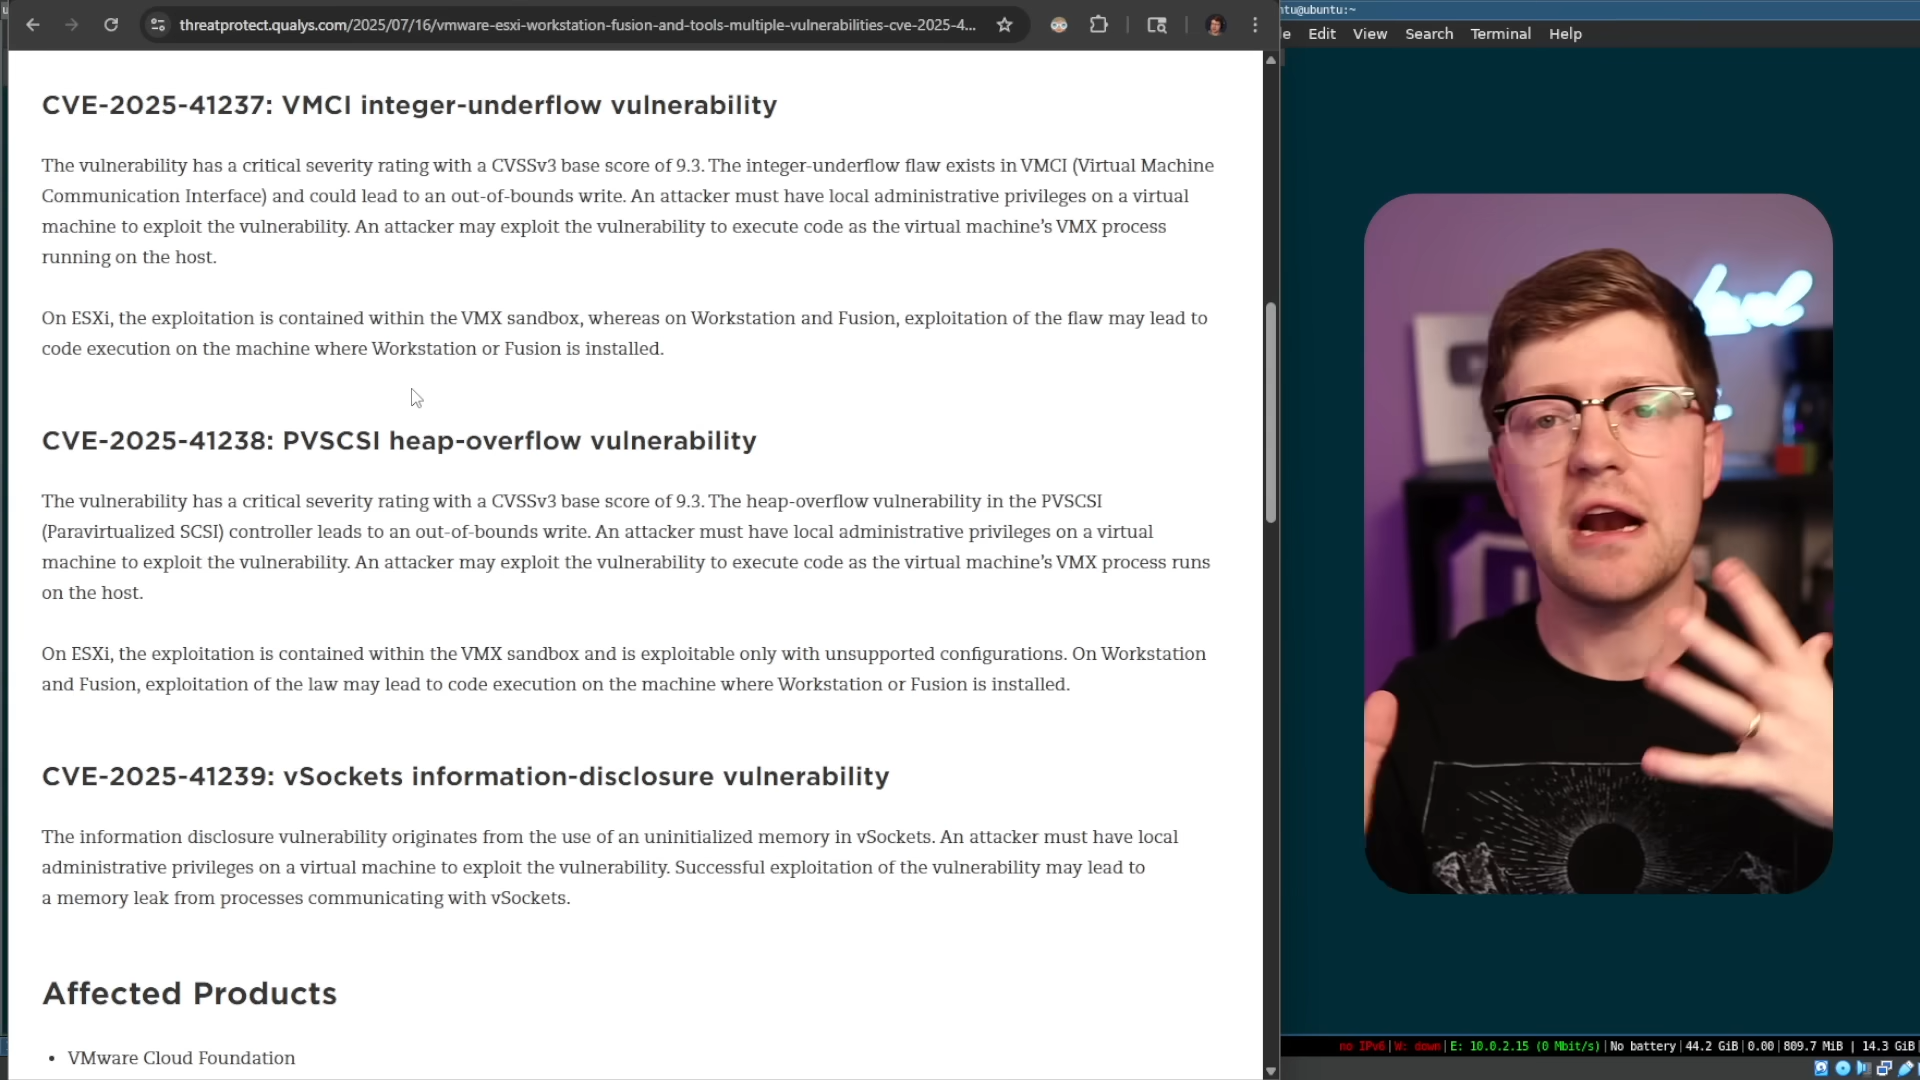 threatprotect.qualys.com/2025/07/16/vmware-esxi-workstation-fusion-and-tools-multiple-vulnerabilities-cve-2025-4...
ntu@ubuntu:~
Edit View Search Terminal Help
CVE-2025-41237: VMCI integer-underflow vulnerability
The vulnerability has a critical severity rating with a CVSSv3 base score of 9.3. The integer-underflow flaw exists in VMCI (Virtual Machine
Communication Interface) and could lead to an out-of-bounds write. An attacker must have local administrative privileges on a virtual
machine to exploit the vulnerability. An attacker may exploit the vulnerability to execute code as the virtual machine’s VMX process
running on the host.
On ESXi, the exploitation is contained within the VMX sandbox, whereas on Workstation and Fusion, exploitation of the flaw may lead to
code execution on the machine where Workstation or Fusion is installed.
CVE-2025-41238: PVSCSI heap-overflow vulnerability
The vulnerability has a critical severity rating with a CVSSv3 base score of 9.3. The heap-overflow vulnerability in the PVSCSI
(Paravirtualized SCSI) controller leads to an out-of-bounds write. An attacker must have local administrative privileges on a virtual
machine to exploit the vulnerability. An attacker may exploit the vulnerability to execute code as the virtual machine’s VMX process runs
on the host.
On ESXi, the exploitation is contained within the VMX sandbox and is exploitable only with unsupported configurations. On Workstation
and Fusion, exploitation of the law may lead to code execution on the machine where Workstation or Fusion is installed.
CVE-2025-41239: vSockets information-disclosure vulnerability
The information disclosure vulnerability originates from the use of an uninitialized memory in vSockets. An attacker must have local
administrative privileges on a virtual machine to exploit the vulnerability. Successful exploitation of the vulnerability may lead to
a memory leak from processes communicating with vSockets.
Affected Products
• VMware Cloud Foundation
no IPv6|W: down|E: 10.0.2.15 (0 Mbit/s)|No battery|44.2 GiB|0.00|809.7 MiB | 14.3 GiB